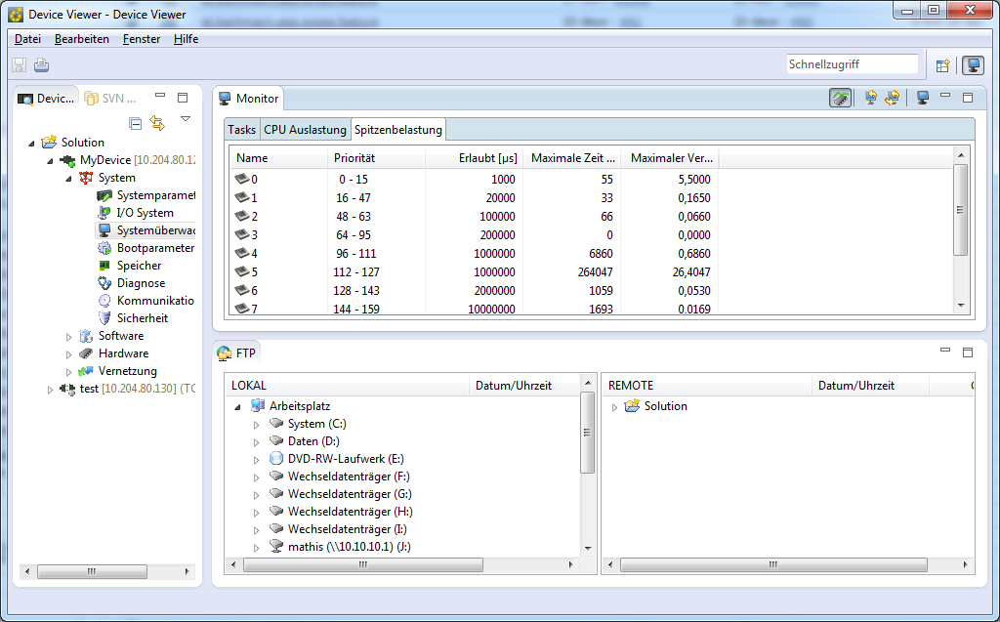 Device Viewer - Device Viewer
Datei Bearbeiten Fenster Hilfe
Schnellzugriff
Devic... SVN ...
Solution
MyDevice [10.204.80.12
System
Systemparamet
I/O System
Systemüberwac
Bootparameter
Speicher
Diagnose
Kommunikatio
Sicherheit
Software
Hardware
Vernetzung
test [10.204.80.130] (TC
Monitor
Tasks CPU Auslastung Spitzenbelastung
Name Priorität Erlaubt [µs] Maximale Zeit ... Maximaler Ver...
0 0 - 15 1000 55 5,5000
1 16 - 47 20000 33 0,1650
2 48 - 63 100000 66 0,0660
3 64 - 95 200000 0 0,0000
4 96 - 111 1000000 6860 0,6860
5 112 - 127 1000000 264047 26,4047
6 128 - 143 2000000 1059 0,0530
7 144 - 159 10000000 1693 0,0169
FTP
LOKAL Datum/Uhrzeit
Arbeitsplatz
System (C:)
Daten (D:)
DVD-RW-Laufwerk (E:)
Wechseldatenträger (F:)
Wechseldatenträger (G:)
Wechseldatenträger (H:)
Wechseldatenträger (I:)
mathis (\\10.10.10.1) (J:)
REMOTE Datum/Uhrzeit
Solution